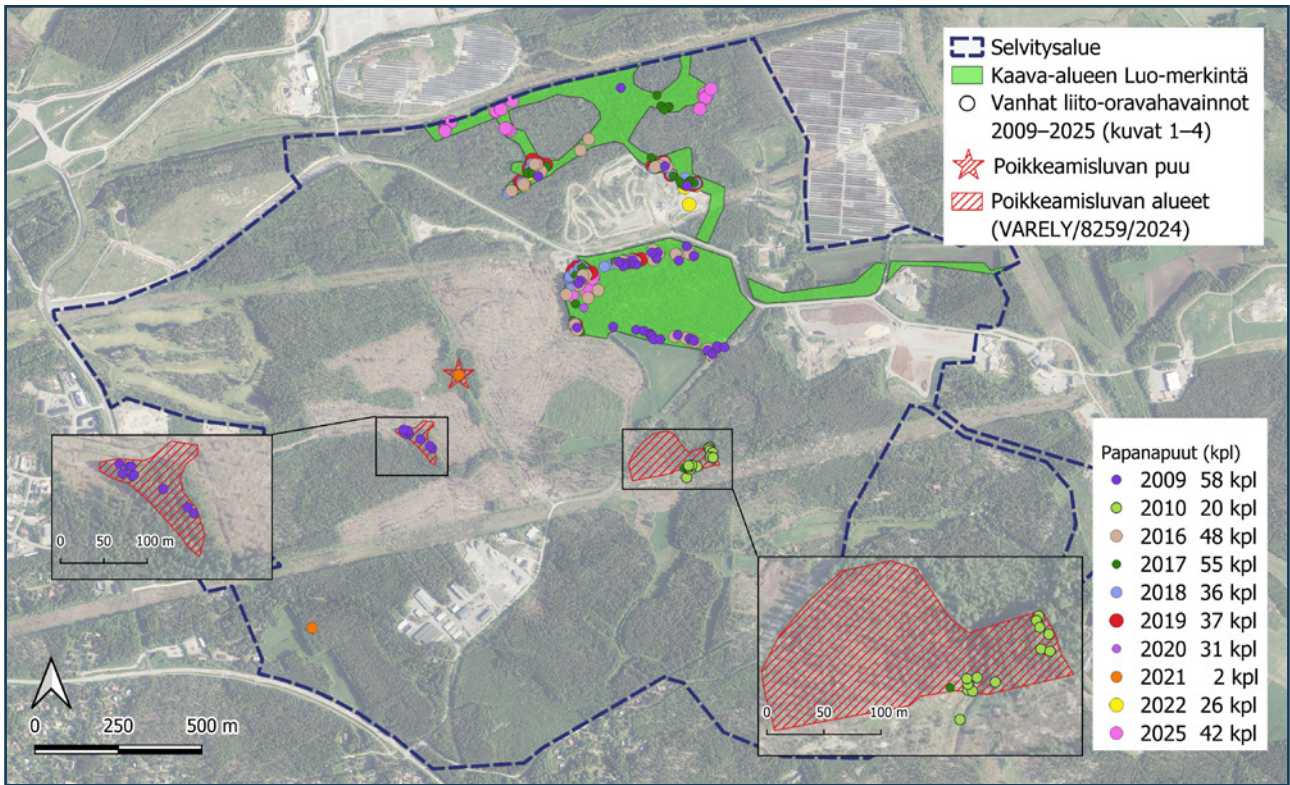 Selvitysalue
Kaava-alueen Luo-merkintä
Vanhat liito-oravahavainnot
2009–2025 (kuvat 1–4)
Poikkeamisluvan puu
Poikkeamisluvan alueet
(VARELY/8259/2024)
0 50 100 m
0 50 100 m
Papanapuut (kpl)
2009 58 kpl
2010 20 kpl
2016 48 kpl
2017 55 kpl
2018 36 kpl
2019 37 kpl
2020 31 kpl
2021 2 kpl
2022 26 kpl
2025 42 kpl
0 250 500 m